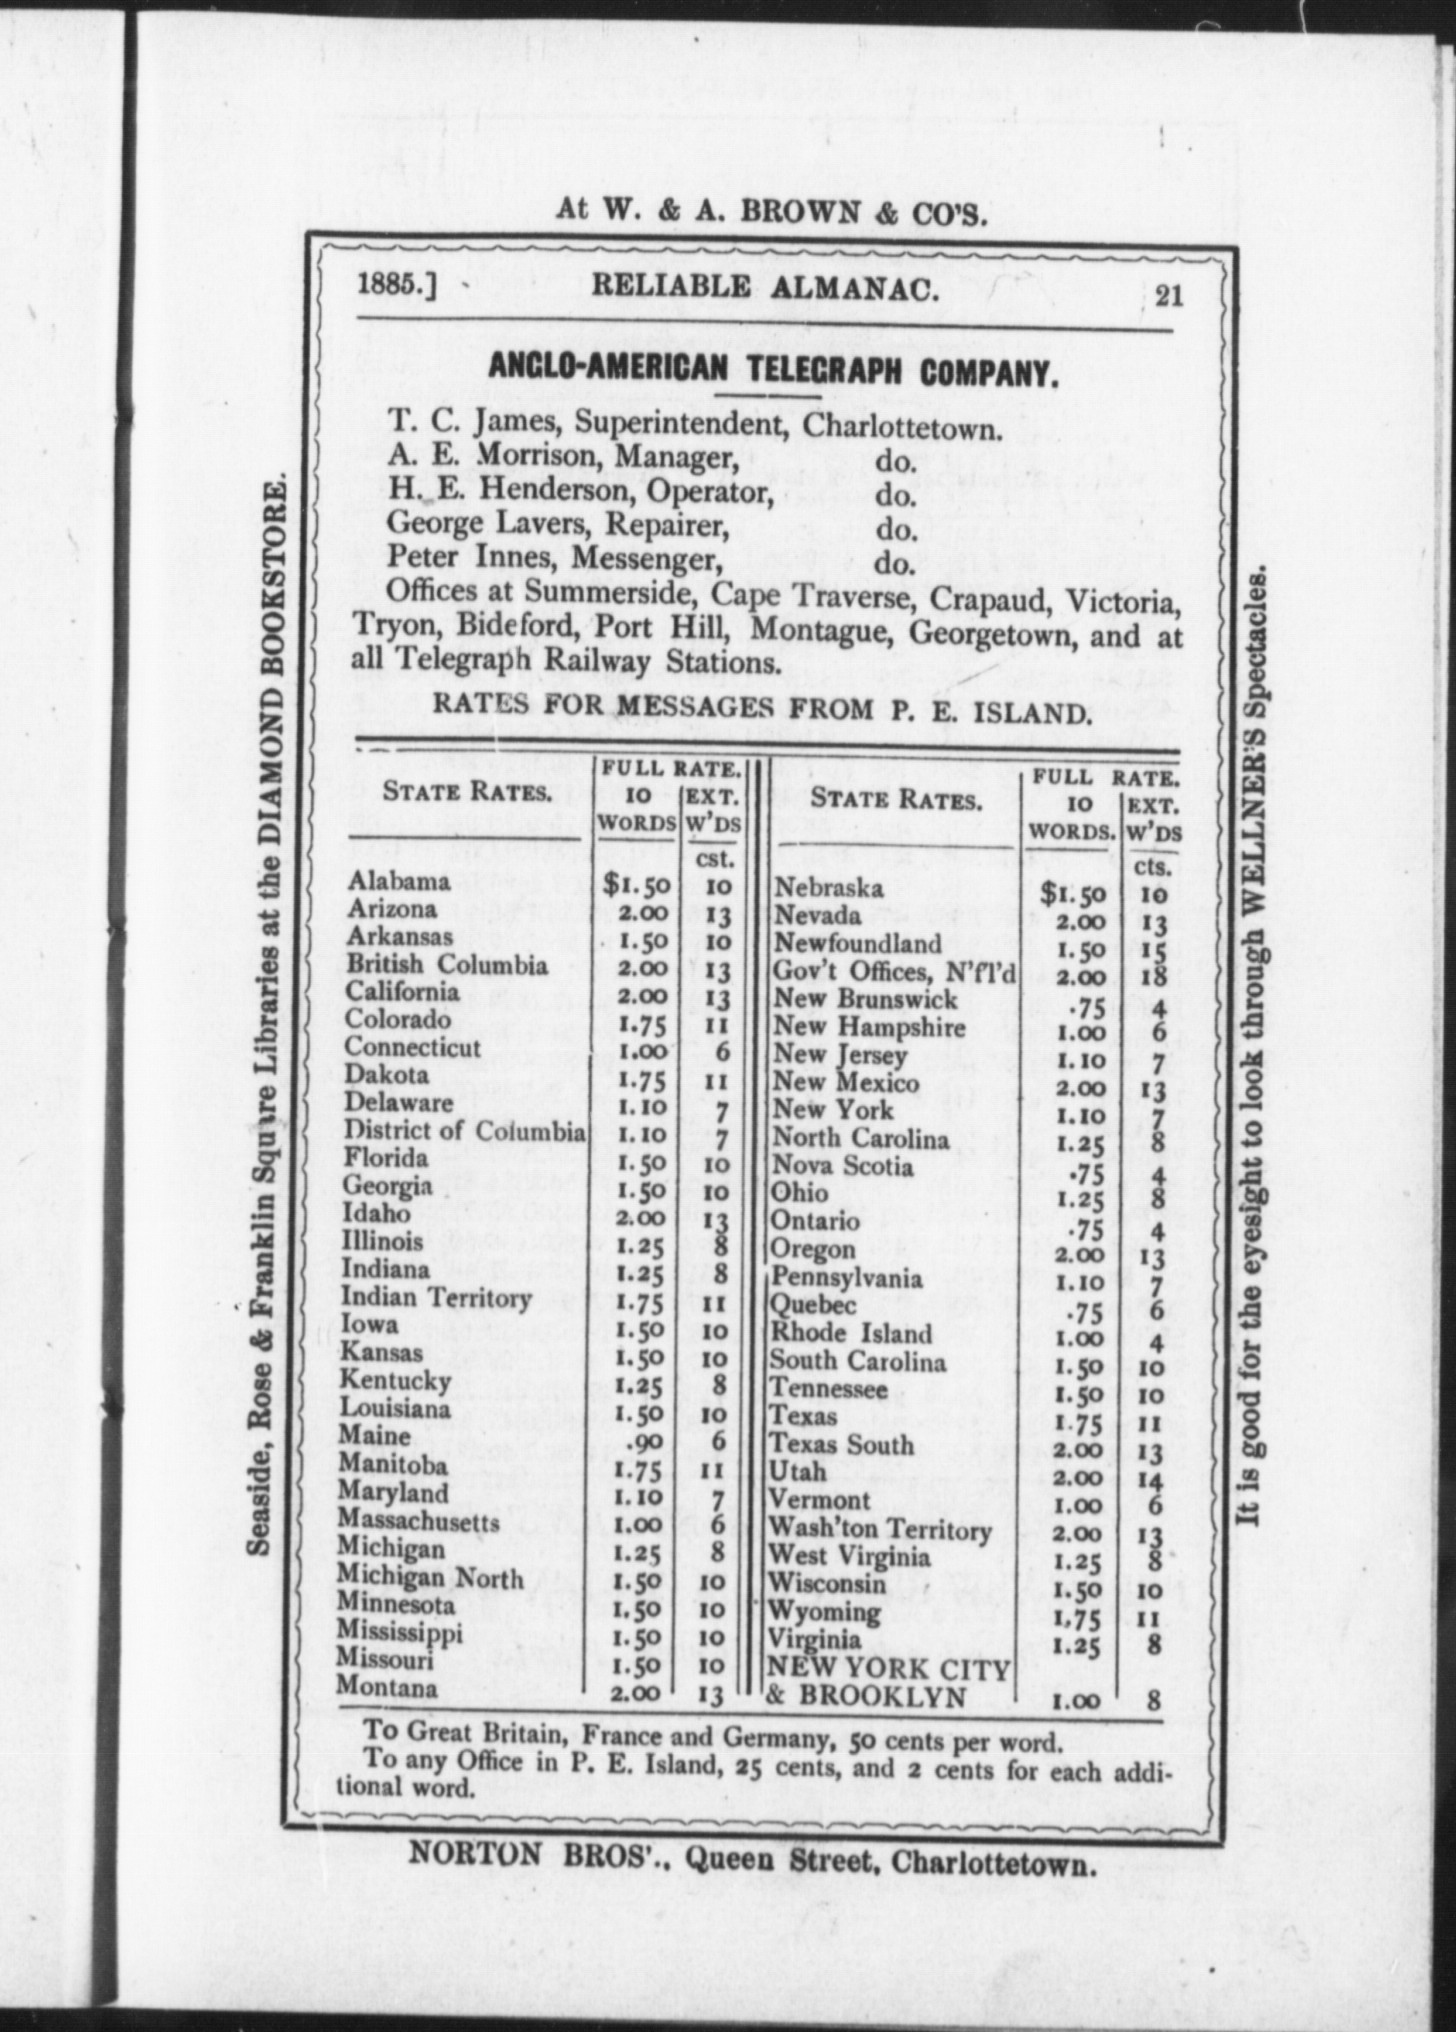 At W. & A. BROWN & CO'S.
1885.] RELIABLE ALMANAC. 21
ANGLO-AMERICAN TELEGRAPH COMPANY.
T. C. James, Superintendent, Charlottetown.
A. E. Morrison, Manager, do.
H. E. Henderson, Operator, do.
George Lavers, Repairer, do.
Peter Innes, Messenger, do.
Offices at Summerside, Cape Traverse, Crapaud, Victoria,
Tryon, Bideford, Port Hill, Montague, Georgetown, and at
all Telegraph Railway Stations.
RATES FOR MESSAGES FROM P. E. ISLAND.
STATE RATES.
FULL RATE.
10 EXT.
WORDS W'DS
cst.
Alabama $1.50 10
Arizona 2.00 13
Arkansas 1.50 10
British Columbia 2.00 13
California 2.00 13
Colorado 1.75 11
Connecticut 1.00 6
Dakota 1.75 11
Delaware 1.10 7
District of Columbia 1.10 7
Florida 1.50 10
Georgia 1.50 10
Idaho 2.00 13
Illinois 1.25 8
Indiana 1.25 8
Indian Territory 1.75 11
Iowa 1.50 10
Kansas 1.50 10
Kentucky 1.25 8
Louisiana 1.50 10
Maine .90 6
Manitoba 1.75 11
Maryland 1.10 7
Massachusetts 1.00 6
Michigan 1.25 8
Michigan North 1.50 10
Minnesota 1.50 10
Mississippi 1.50 10
Missouri 1.50 10
Montana 2.00 13
STATE RATES.
FULL RATE.
10 EXT.
WORDS. W'DS
cts.
Nebraska $1.50 10
Nevada 2.00 13
Newfoundland 1.50 15
Gov't Offices, N'f'l'd 2.00 18
New Brunswick .75 4
New Hampshire 1.00 6
New Jersey 1.10 7
New Mexico 2.00 13
New York 1.10 7
North Carolina 1.25 8
Nova Scotia .75 4
Ohio 1.25 8
Ontario .75 4
Oregon 2.00 13
Pennsylvania 1.10 7
Quebec .75 6
Rhode Island 1.00 4
South Carolina 1.50 10
Tennessee 1.50 10
Texas 1.75 11
Texas South 2.00 13
Utah 2.00 14
Vermont 1.00 6
Wash'ton Territory 2.00 13
West Virginia 1.25 8
Wisconsin 1.50 10
Wyoming 1.75 11
Virginia 1.25 8
NEW YORK CITY
& BROOKLYN 1.00 8
To Great Britain, France and Germany, 50 cents per word.
To any Office in P. E. Island, 25 cents, and 2 cents for each addi-
tional word.
NORTON BROS'., Queen Street, Charlottetown.
Seaside, Rose & Franklin Square Libraries at the DIAMOND BOOKSTORE.
It is good for the eyesight to look through WELLNER'S Spectacles.